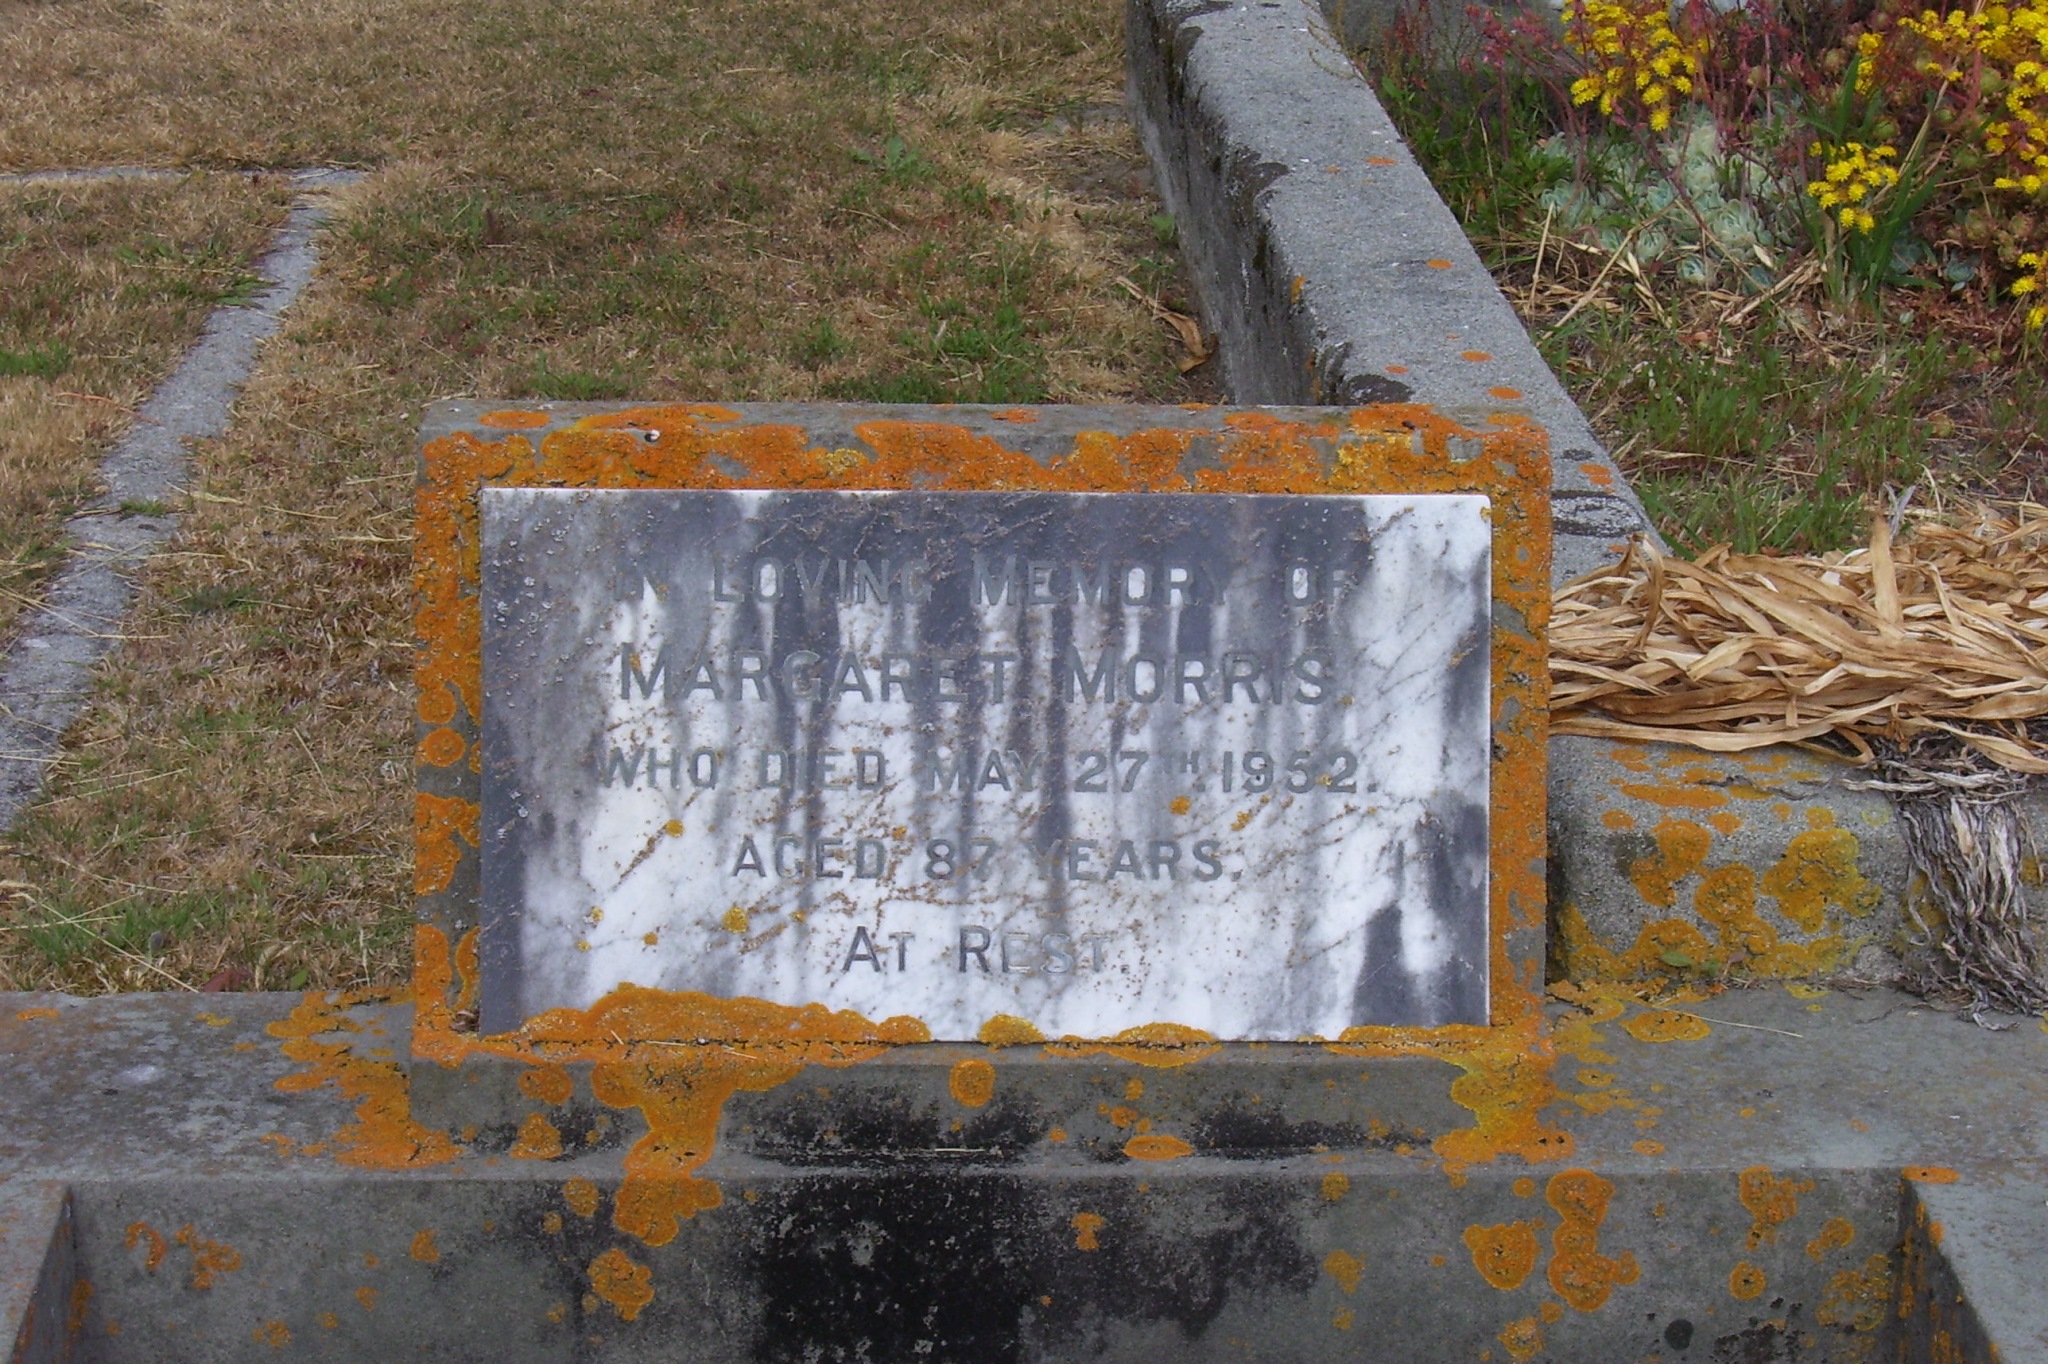 IN LOVING MEMORY OF
MARGARET MORRIS
WHO DIED MAY 27TH 1952.
AGED 87 YEARS.
AT REST.